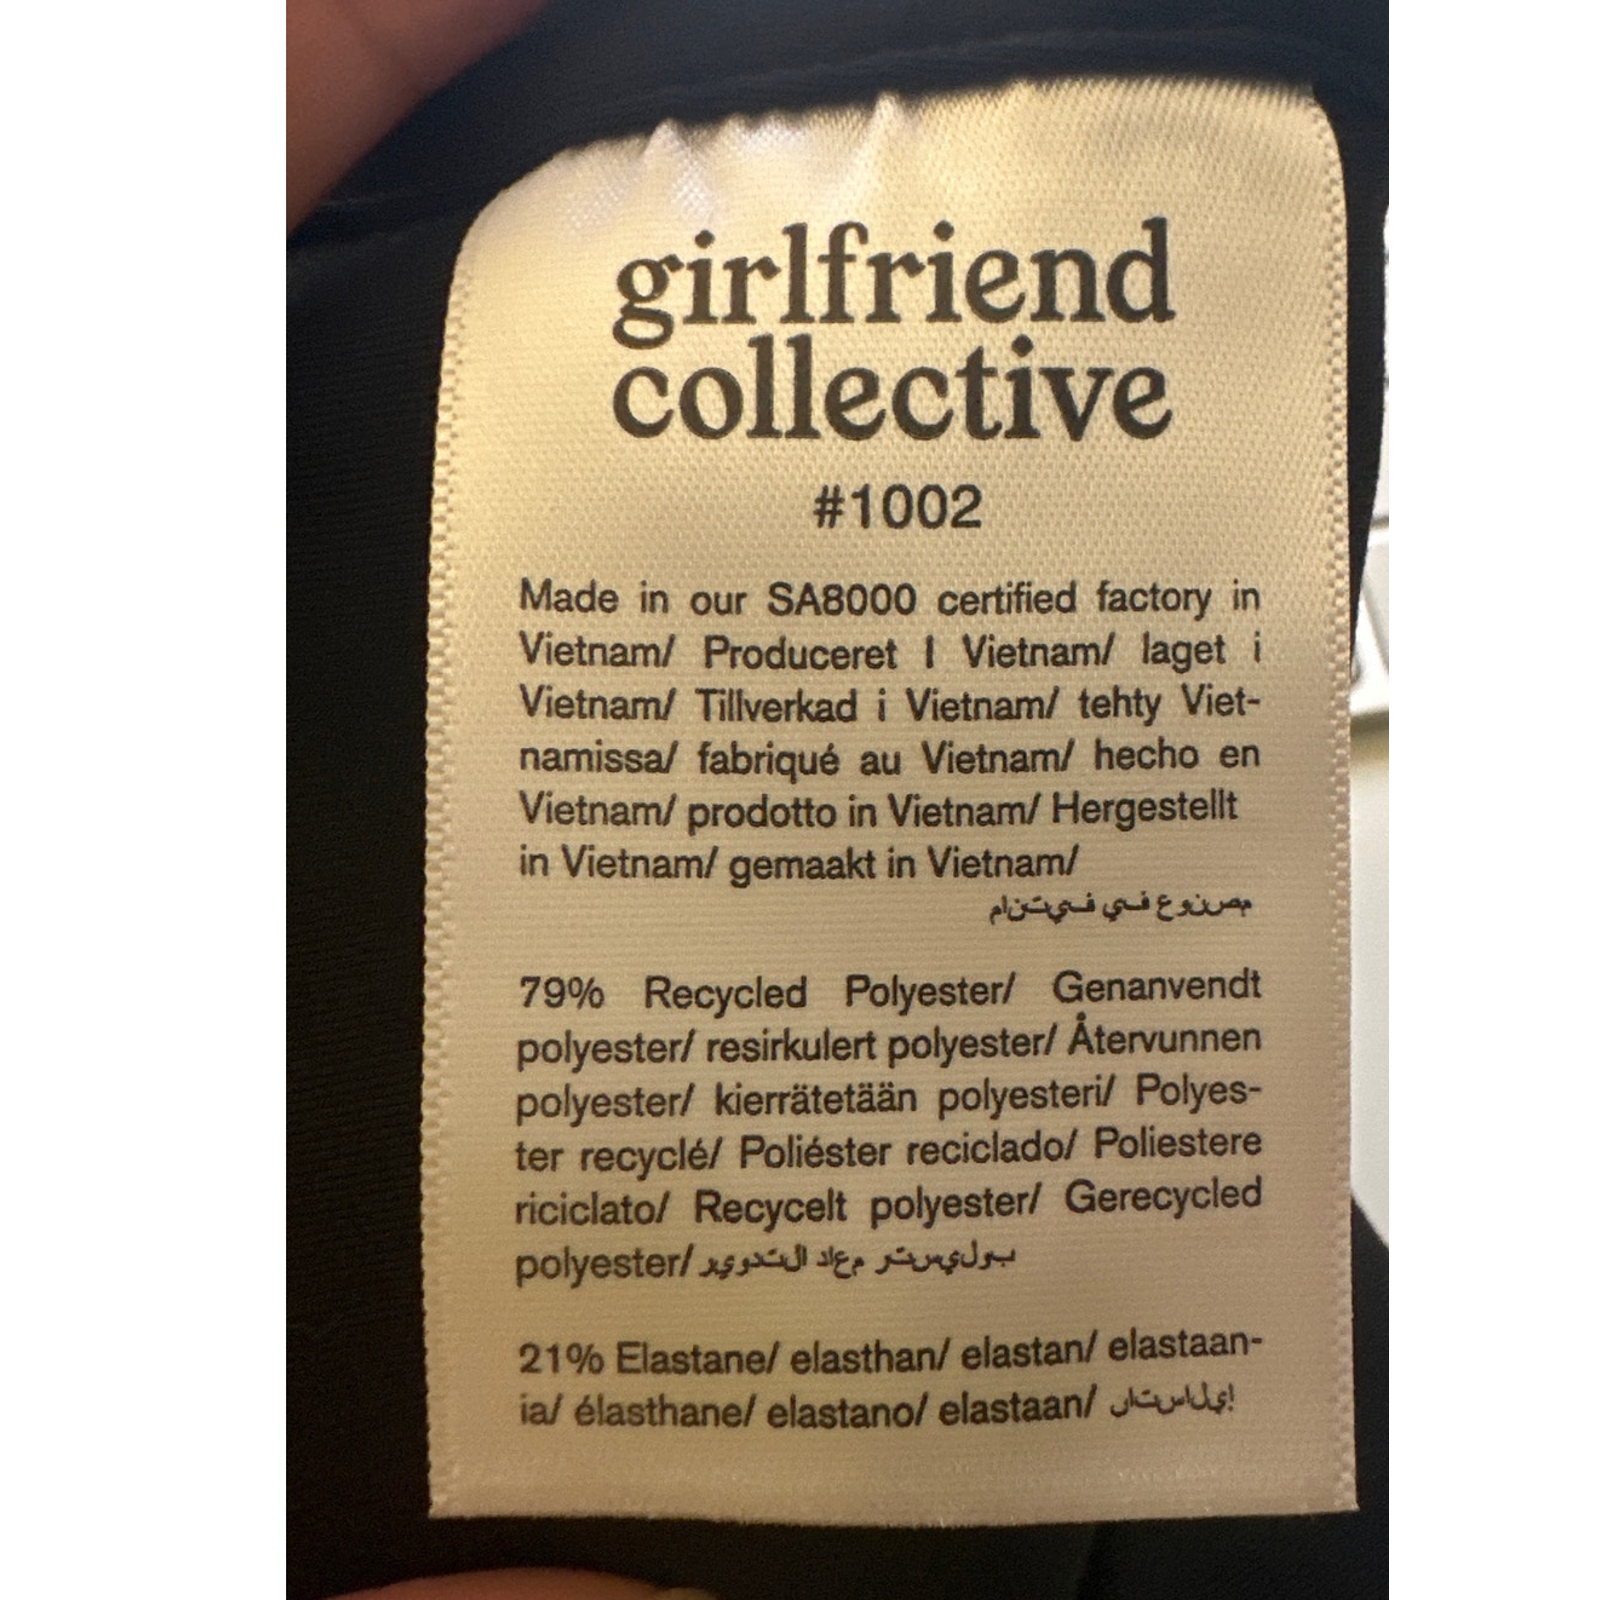 girlfriend
collective
#1002
Made in our SA8000 certified factory in
Vietnam/ Produceret I Vietnam/ laget i
Vietnam/ Tillverkad i Vietnam/ tehty Viet-
namissa/ fabriqué au Vietnam/ hecho en
Vietnam/ prodotto in Vietnam/ Hergestellt
in Vietnam/ gemaakt in Vietnam/
مصنوع في فيتنام
79% Recycled Polyester/ Genanvendt
polyester/ resirkulert polyester/ Återvunnen
polyester/ kierrätetään polyesteri/ Polyes-
ter recyclé/ Poliéster reciclado/ Poliestere
riciclato/ Recycelt polyester/ Gerecycled
polyester/ بوليستر معاد التدوير
21% Elastane/ elasthan/ elastan/ elastaan-
ia/ élasthane/ elastano/ elastaan/